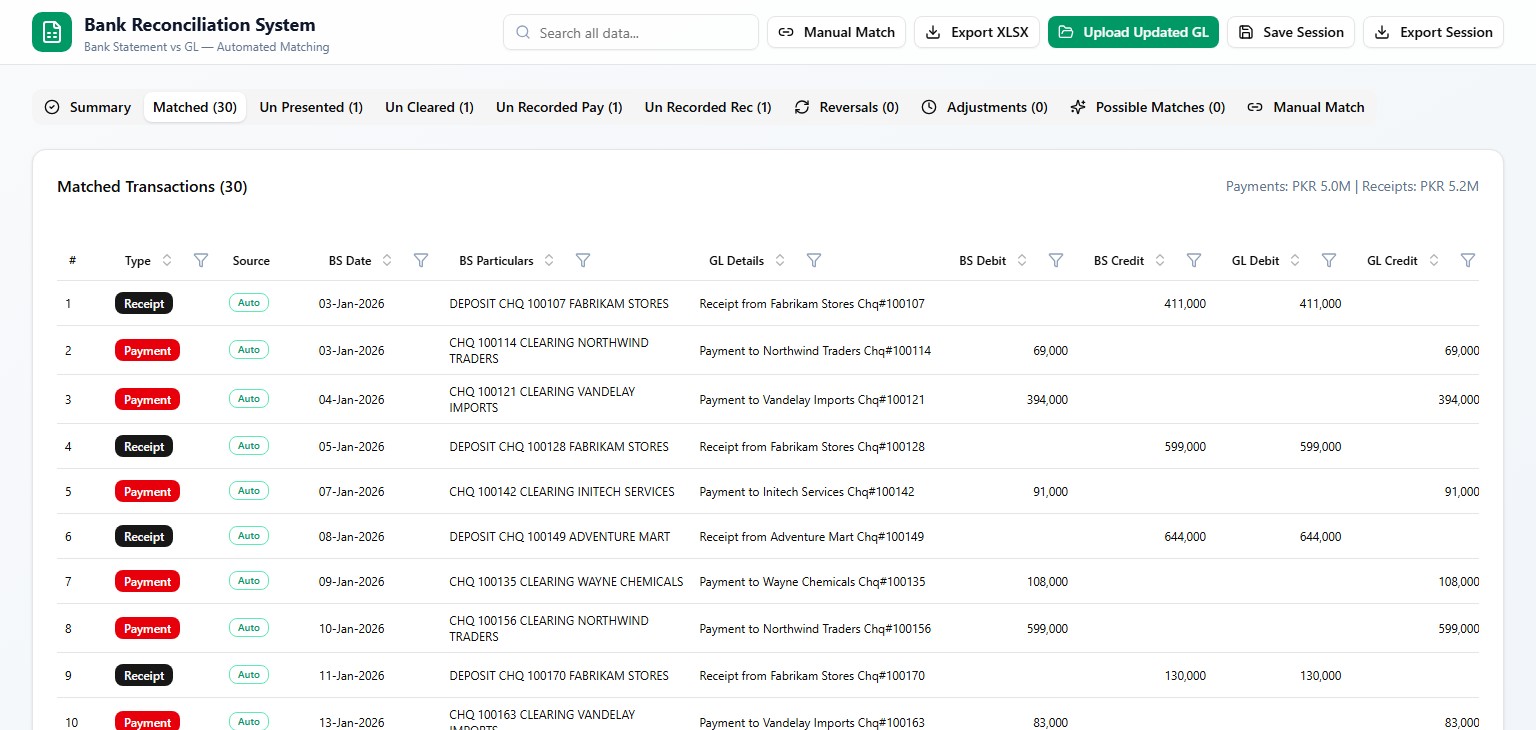 Bank Reconciliation System
Bank Statement vs GL — Automated Matching
Search all data...
Manual Match
Export XLSX
Upload Updated GL
Save Session
Export Session
Summary
Matched (30)
Un Presented (1)
Un Cleared (1)
Un Recorded Pay (1)
Un Recorded Rec (1)
Reversals (0)
Adjustments (0)
Possible Matches (0)
Manual Match
Matched Transactions (30)
Payments: PKR 5.0M | Receipts: PKR 5.2M
# Type Source BS Date BS Particulars GL Details BS Debit BS Credit GL Debit GL Credit
1 Receipt Auto 03-Jan-2026 DEPOSIT CHQ 100107 FABRIKAM STORES Receipt from Fabrikam Stores Chq#100107 411,000 411,000
2 Payment Auto 03-Jan-2026 CHQ 100114 CLEARING NORTHWIND
TRADERS Payment to Northwind Traders Chq#100114 69,000 69,000
3 Payment Auto 04-Jan-2026 CHQ 100121 CLEARING VANDELAY
IMPORTS Payment to Vandelay Imports Chq#100121 394,000 394,000
4 Receipt Auto 05-Jan-2026 DEPOSIT CHQ 100128 FABRIKAM STORES Receipt from Fabrikam Stores Chq#100128 599,000 599,000
5 Payment Auto 07-Jan-2026 CHQ 100142 CLEARING INITECH SERVICES Payment to Initech Services Chq#100142 91,000 91,000
6 Receipt Auto 08-Jan-2026 DEPOSIT CHQ 100149 ADVENTURE MART Receipt from Adventure Mart Chq#100149 644,000 644,000
7 Payment Auto 09-Jan-2026 CHQ 100135 CLEARING WAYNE CHEMICALS Payment to Wayne Chemicals Chq#100135 108,000 108,000
8 Payment Auto 10-Jan-2026 CHQ 100156 CLEARING NORTHWIND
TRADERS Payment to Northwind Traders Chq#100156 599,000 599,000
9 Receipt Auto 11-Jan-2026 DEPOSIT CHQ 100170 FABRIKAM STORES Receipt from Fabrikam Stores Chq#100170 130,000 130,000
10 Payment Auto 13-Jan-2026 CHQ 100163 CLEARING VANDELAY
IMPORTS Payment to Vandelay Imports Chq#100163 83,000 83,000